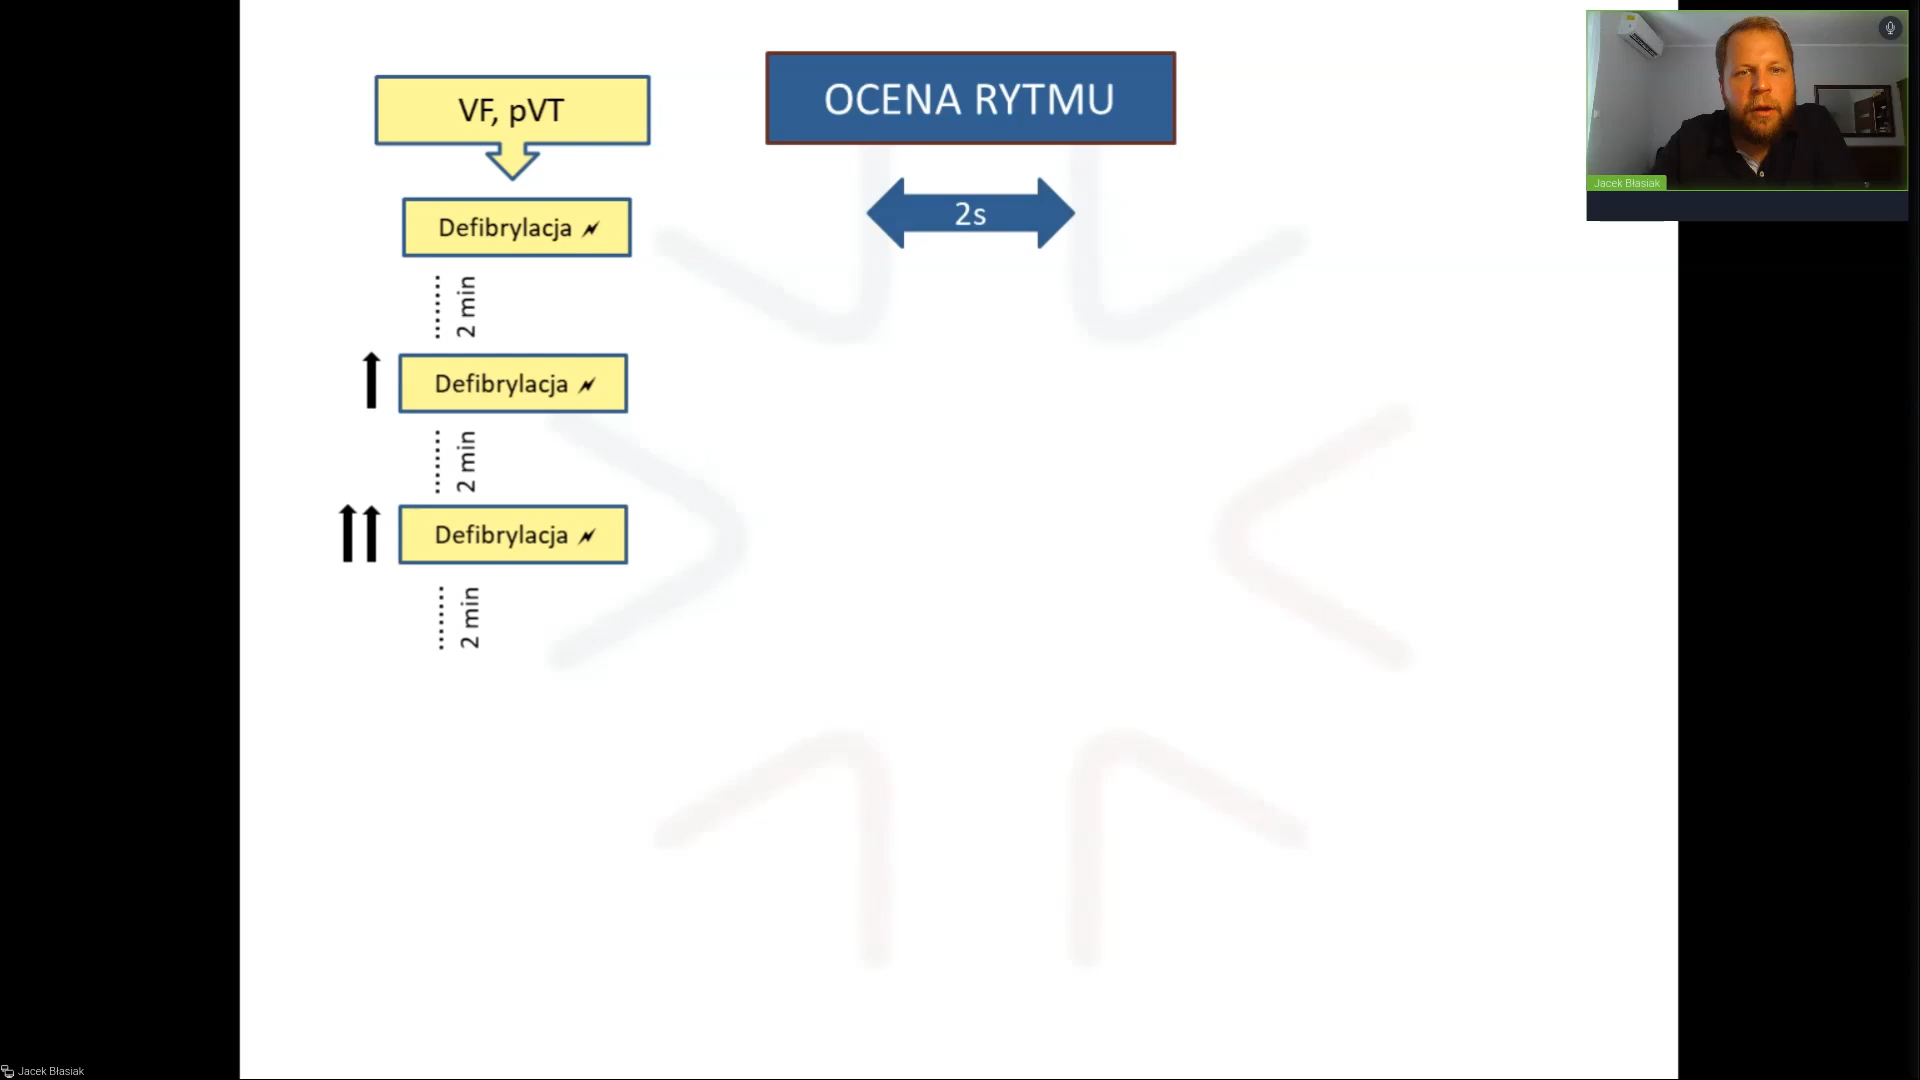 VF, pVT
OCENA RYTMU
2s
Defibrylacja
2 min
Defibrylacja
2 min
Defibrylacja
2 min
Jacek Błasiak
Jacek Błasiak